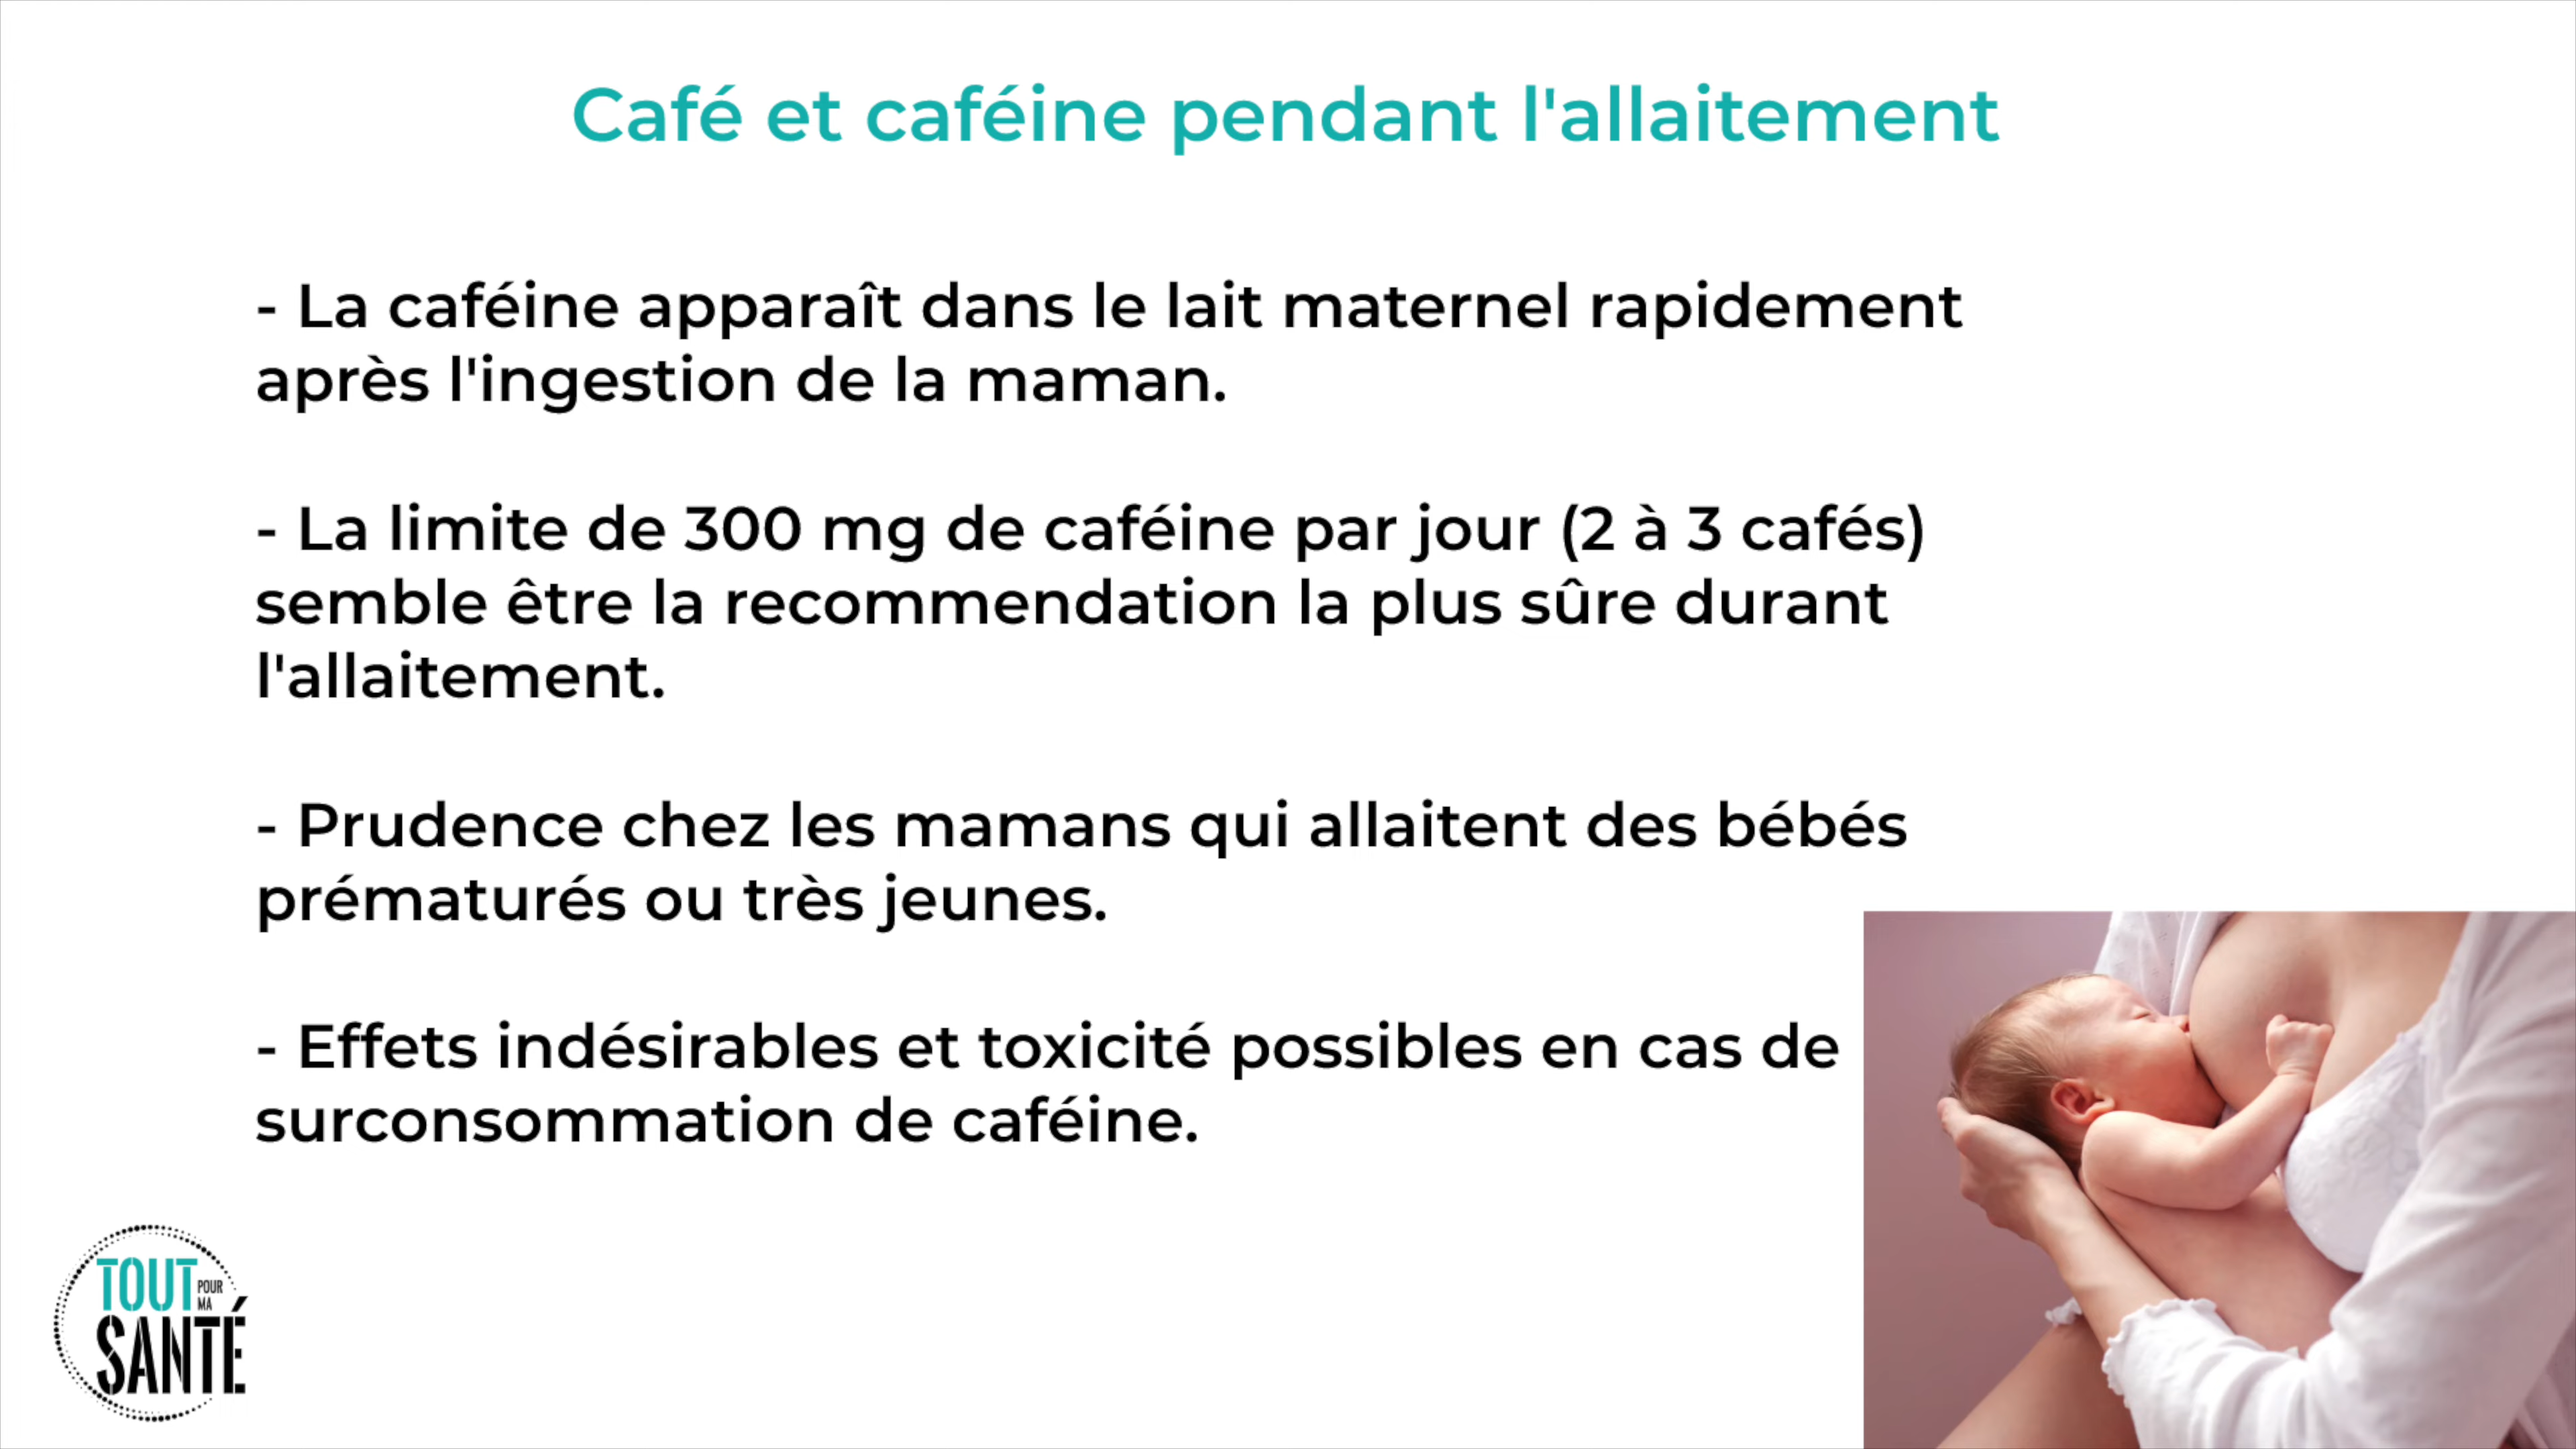 Café et caféine pendant l'allaitement
- La caféine apparaît dans le lait maternel rapidement
après l'ingestion de la maman.
- La limite de 300 mg de caféine par jour (2 à 3 cafés)
semble être la recommendation la plus sûre durant
l'allaitement.
- Prudence chez les mamans qui allaitent des bébés
prématurés ou très jeunes.
- Effets indésirables et toxicité possibles en cas de
surconsommation de caféine.
TOUT POUR
MA
SANTÉ